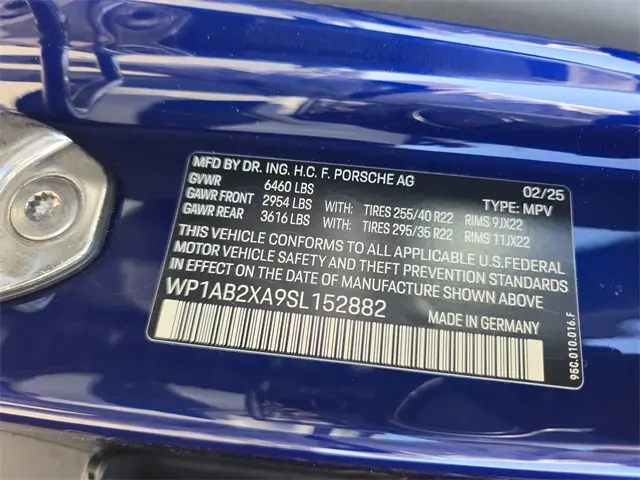 MFD BY DR. ING. H.C. F. PORSCHE AG 02/25
GVWR 6460 LBS TYPE: MPV
GAWR FRONT 2954 LBS WITH: TIRES 255/40 R22 RIMS 9JX22
GAWR REAR 3616 LBS WITH: TIRES 295/35 R22 RIMS 11JX22
THIS VEHICLE CONFORMS TO ALL APPLICABLE U.S.FEDERAL
MOTOR VEHICLE SAFETY AND THEFT PREVENTION STANDARDS
IN EFFECT ON THE DATE OF MANUFACTURE SHOWN ABOVE
WP1AB2XA9SL152882
MADE IN GERMANY
95C.010.016.F